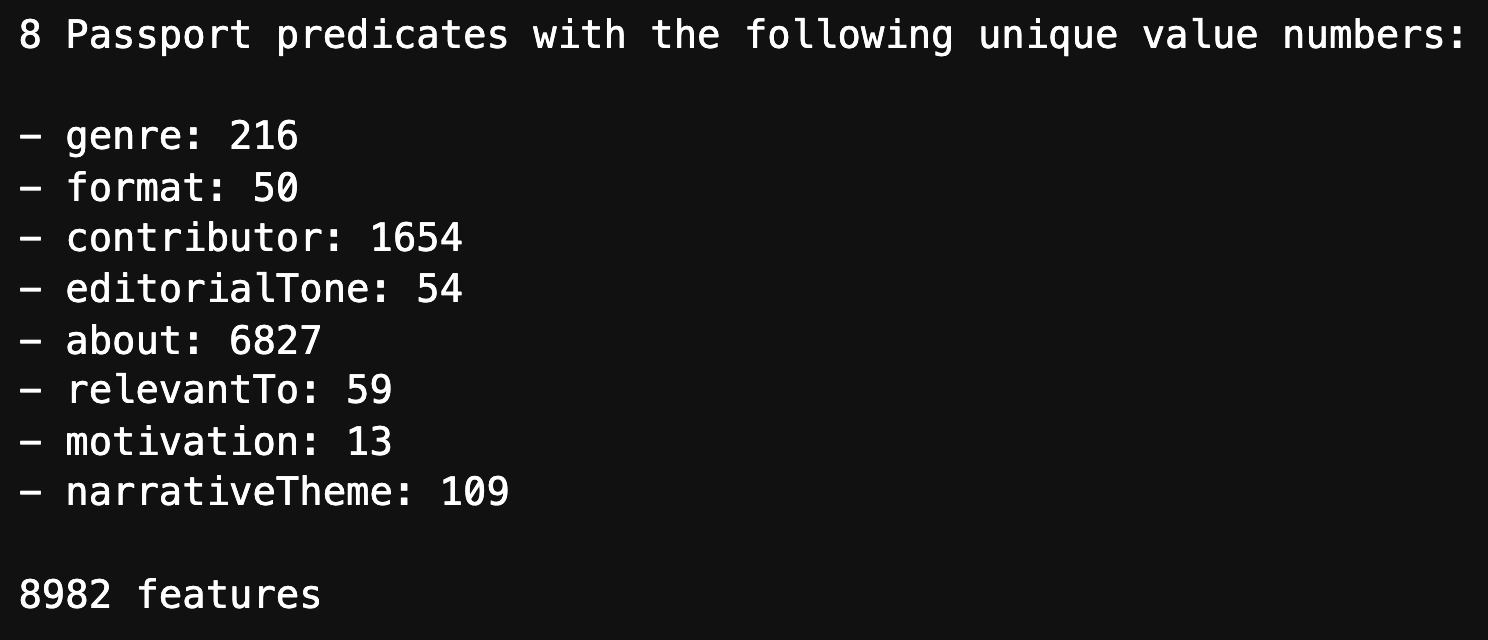 8 Passport predicates with the following unique value numbers:
- genre: 216
- format: 50
- contributor: 1654
- editorialTone: 54
- about: 6827
- relevantTo: 59
- motivation: 13
- narrativeTheme: 109
8982 features